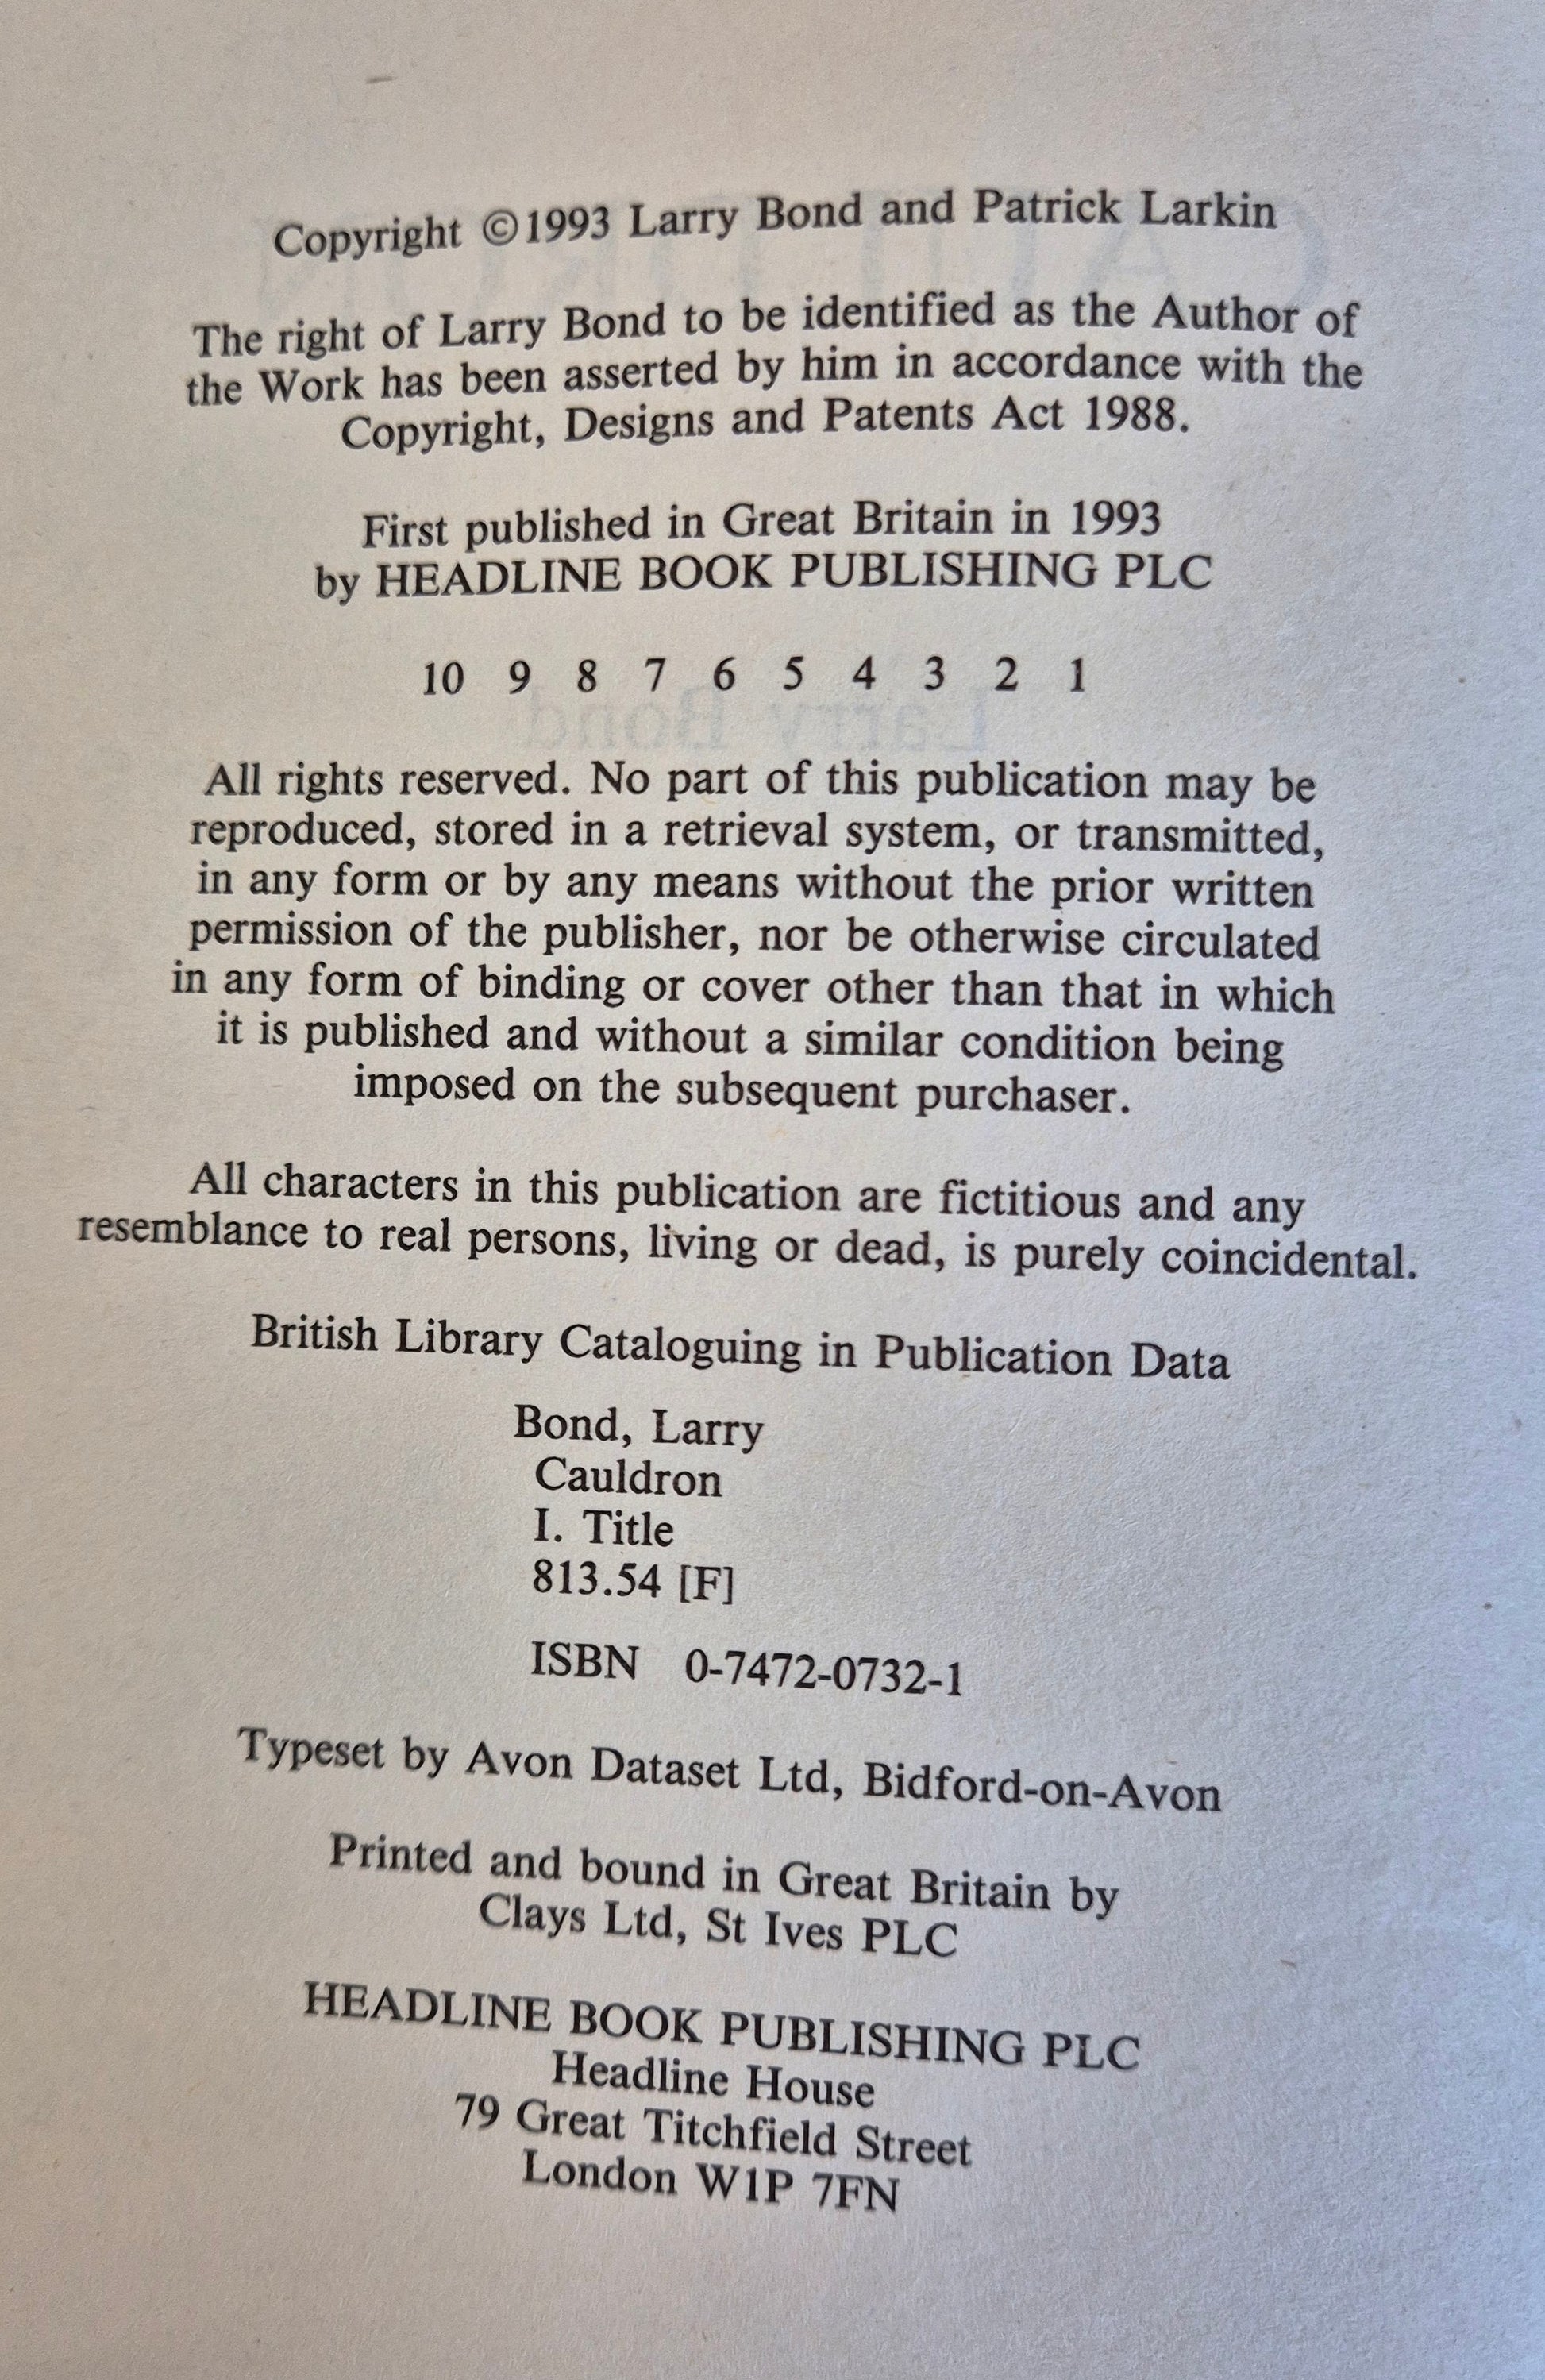 Copyright ©1993 Larry Bond and Patrick Larkin
The right of Larry Bond to be identified as the Author of
the Work has been asserted by him in accordance with the
Copyright, Designs and Patents Act 1988.
First published in Great Britain in 1993
by HEADLINE BOOK PUBLISHING PLC
10 9 8 7 6 5 4 3 2 1
All rights reserved. No part of this publication may be
reproduced, stored in a retrieval system, or transmitted,
in any form or by any means without the prior written
permission of the publisher, nor be otherwise circulated
in any form of binding or cover other than that in which
it is published and without a similar condition being
imposed on the subsequent purchaser.
All characters in this publication are fictitious and any
resemblance to real persons, living or dead, is purely coincidental.
British Library Cataloguing in Publication Data
Bond, Larry
Cauldron
I. Title
813.54 [F]
ISBN 0-7472-0732-1
Typeset by Avon Dataset Ltd, Bidford-on-Avon
Printed and bound in Great Britain by
Clays Ltd, St Ives PLC
HEADLINE BOOK PUBLISHING PLC
Headline House
79 Great Titchfield Street
London W1P 7FN